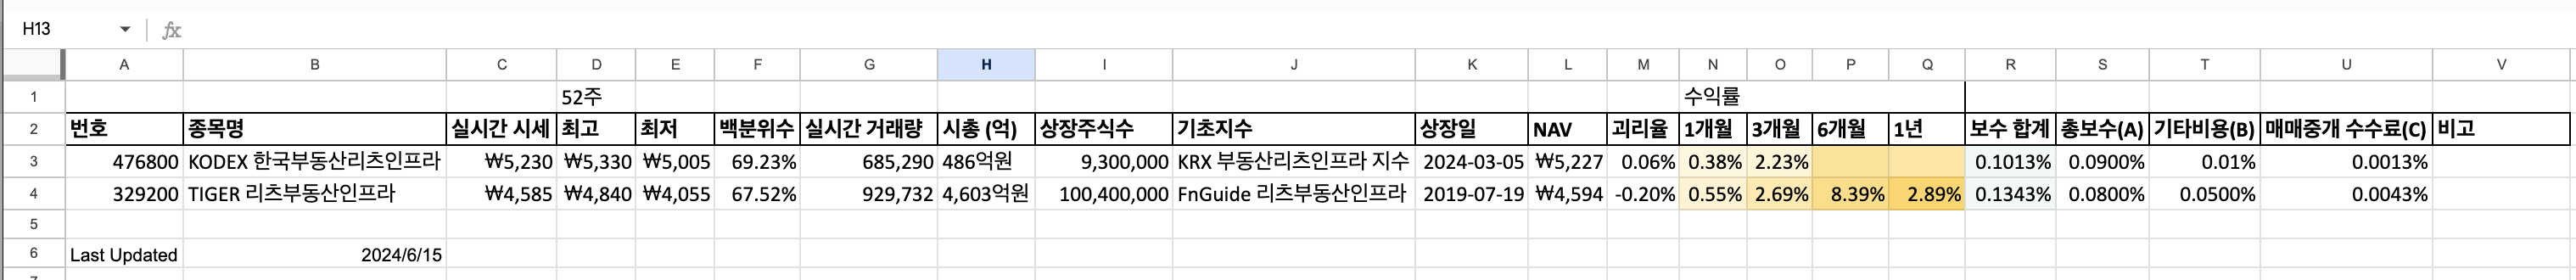 H13 fx
A B C D E F G H I J K L M N O P Q R S T U V
1 52주 수익률
2 번호 종목명 실시간 시세 최고 최저 백분위수 실시간 거래량 시총 (억) 상장주식수 기초지수 상장일 NAV 괴리율 1개월 3개월 6개월 1년 보수 합계 총보수(A) 기타비용(B) 매매중개 수수료(C) 비고
3 476800 KODEX 한국부동산리츠인프라 ₩5,230 ₩5,330 ₩5,005 69.23% 685,290 486억원 9,300,000 KRX 부동산리츠인프라 지수 2024-03-05 ₩5,227 0.06% 0.38% 2.23% 0.1013% 0.0900% 0.01% 0.0013%
4 329200 TIGER 리츠부동산인프라 ₩4,585 ₩4,840 ₩4,055 67.52% 929,732 4,603억원 100,400,000 FnGuide 리츠부동산인프라 2019-07-19 ₩4,594 -0.20% 0.55% 2.69% 8.39% 2.89% 0.1343% 0.0800% 0.0500% 0.0043%
5
6 Last Updated 2024/6/15